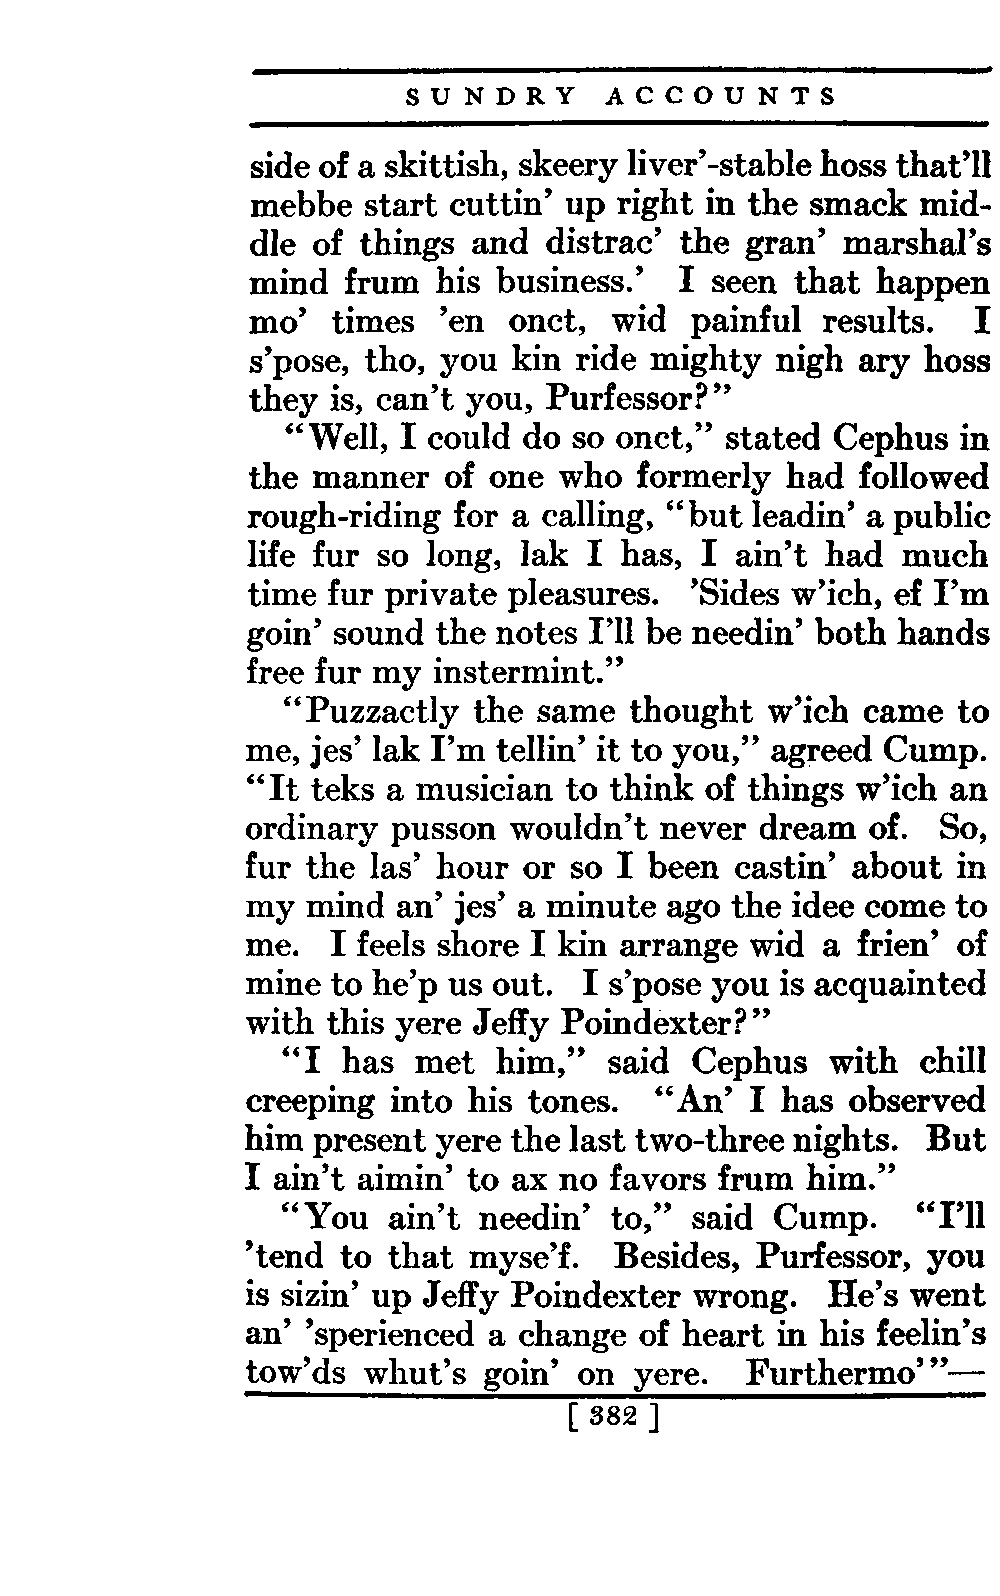 SUNDRY ACCOUNTS
side of a skittish, skeery liver’-stable hoss that’ll
mebbe start cuttin’ up right in the smack mid-
dle of things and distrac’ the gran’ marshal’s
mind frum his business.’ I seen that happen
mo’ times ’en onct, wid painful results. I
s’pose, tho, you kin ride mighty nigh ary hoss
they is, can’t you, Purfessor?”
“Well, I could do so onct,” stated Cephus in
the manner of one who formerly had followed
rough-riding for a calling, “but leadin’ a public
life fur so long, lak I has, I ain’t had much
time fur private pleasures. ’Sides w’ich, ef I’m
goin’ sound the notes I’ll be needin’ both hands
free fur my instermint.”
“Puzzactly the same thought w’ich came to
me, jes’ lak I’m tellin’ it to you,” agreed Cump.
“It teks a musician to think of things w’ich an
ordinary pusson wouldn’t never dream of. So,
fur the las’ hour or so I been castin’ about in
my mind an’ jes’ a minute ago the idee come to
me. I feels shore I kin arrange wid a frien’ of
mine to he’p us out. I s’pose you is acquainted
with this yere Jeffy Poindexter?”
“I has met him,” said Cephus with chill
creeping into his tones. “An’ I has observed
him present yere the last two-three nights. But
I ain’t aimin’ to ax no favors frum him.”
“You ain’t needin’ to,” said Cump. “I’ll
’tend to that myse’f. Besides, Purfessor, you
is sizin’ up Jeffy Poindexter wrong. He’s went
an’ ’sperienced a change of heart in his feelin’s
tow’ds whut’s goin’ on yere. Furthermo’”—
[ 382 ]